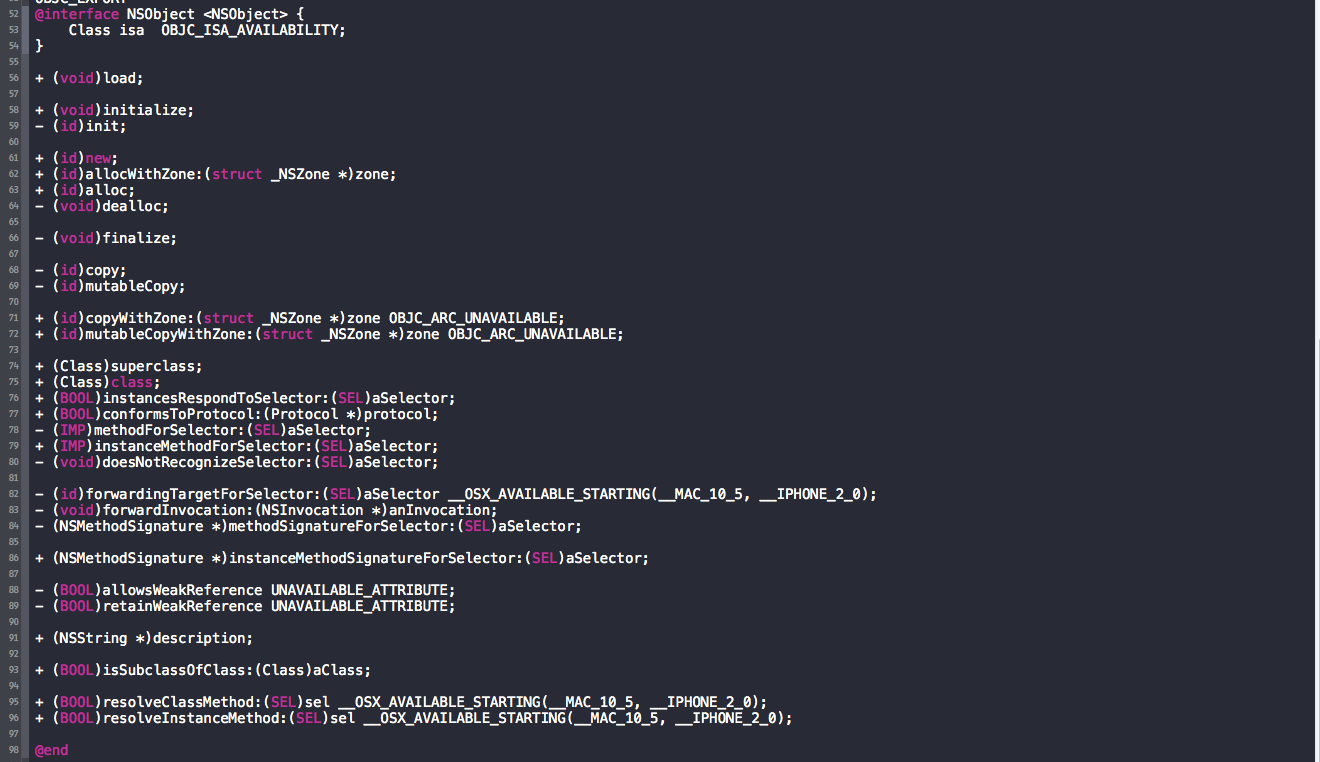 OBJC_EXPORT
52 @interface NSObject <NSObject> {
53     Class isa  OBJC_ISA_AVAILABILITY;
54 }
55
56 + (void)load;
57
58 + (void)initialize;
59 - (id)init;
60
61 + (id)new;
62 + (id)allocWithZone:(struct _NSZone *)zone;
63 + (id)alloc;
64 - (void)dealloc;
65
66 - (void)finalize;
67
68 - (id)copy;
69 - (id)mutableCopy;
70
71 + (id)copyWithZone:(struct _NSZone *)zone OBJC_ARC_UNAVAILABLE;
72 + (id)mutableCopyWithZone:(struct _NSZone *)zone OBJC_ARC_UNAVAILABLE;
73
74 + (Class)superclass;
75 + (Class)class;
76 + (BOOL)instancesRespondToSelector:(SEL)aSelector;
77 + (BOOL)conformsToProtocol:(Protocol *)protocol;
78 - (IMP)methodForSelector:(SEL)aSelector;
79 + (IMP)instanceMethodForSelector:(SEL)aSelector;
80 - (void)doesNotRecognizeSelector:(SEL)aSelector;
81
82 - (id)forwardingTargetForSelector:(SEL)aSelector __OSX_AVAILABLE_STARTING(__MAC_10_5, __IPHONE_2_0);
83 - (void)forwardInvocation:(NSInvocation *)anInvocation;
84 - (NSMethodSignature *)methodSignatureForSelector:(SEL)aSelector;
85
86 + (NSMethodSignature *)instanceMethodSignatureForSelector:(SEL)aSelector;
87
88 - (BOOL)allowsWeakReference UNAVAILABLE_ATTRIBUTE;
89 - (BOOL)retainWeakReference UNAVAILABLE_ATTRIBUTE;
90
91 + (NSString *)description;
92
93 + (BOOL)isSubclassOfClass:(Class)aClass;
94
95 + (BOOL)resolveClassMethod:(SEL)sel __OSX_AVAILABLE_STARTING(__MAC_10_5, __IPHONE_2_0);
96 + (BOOL)resolveInstanceMethod:(SEL)sel __OSX_AVAILABLE_STARTING(__MAC_10_5, __IPHONE_2_0);
97
98 @end